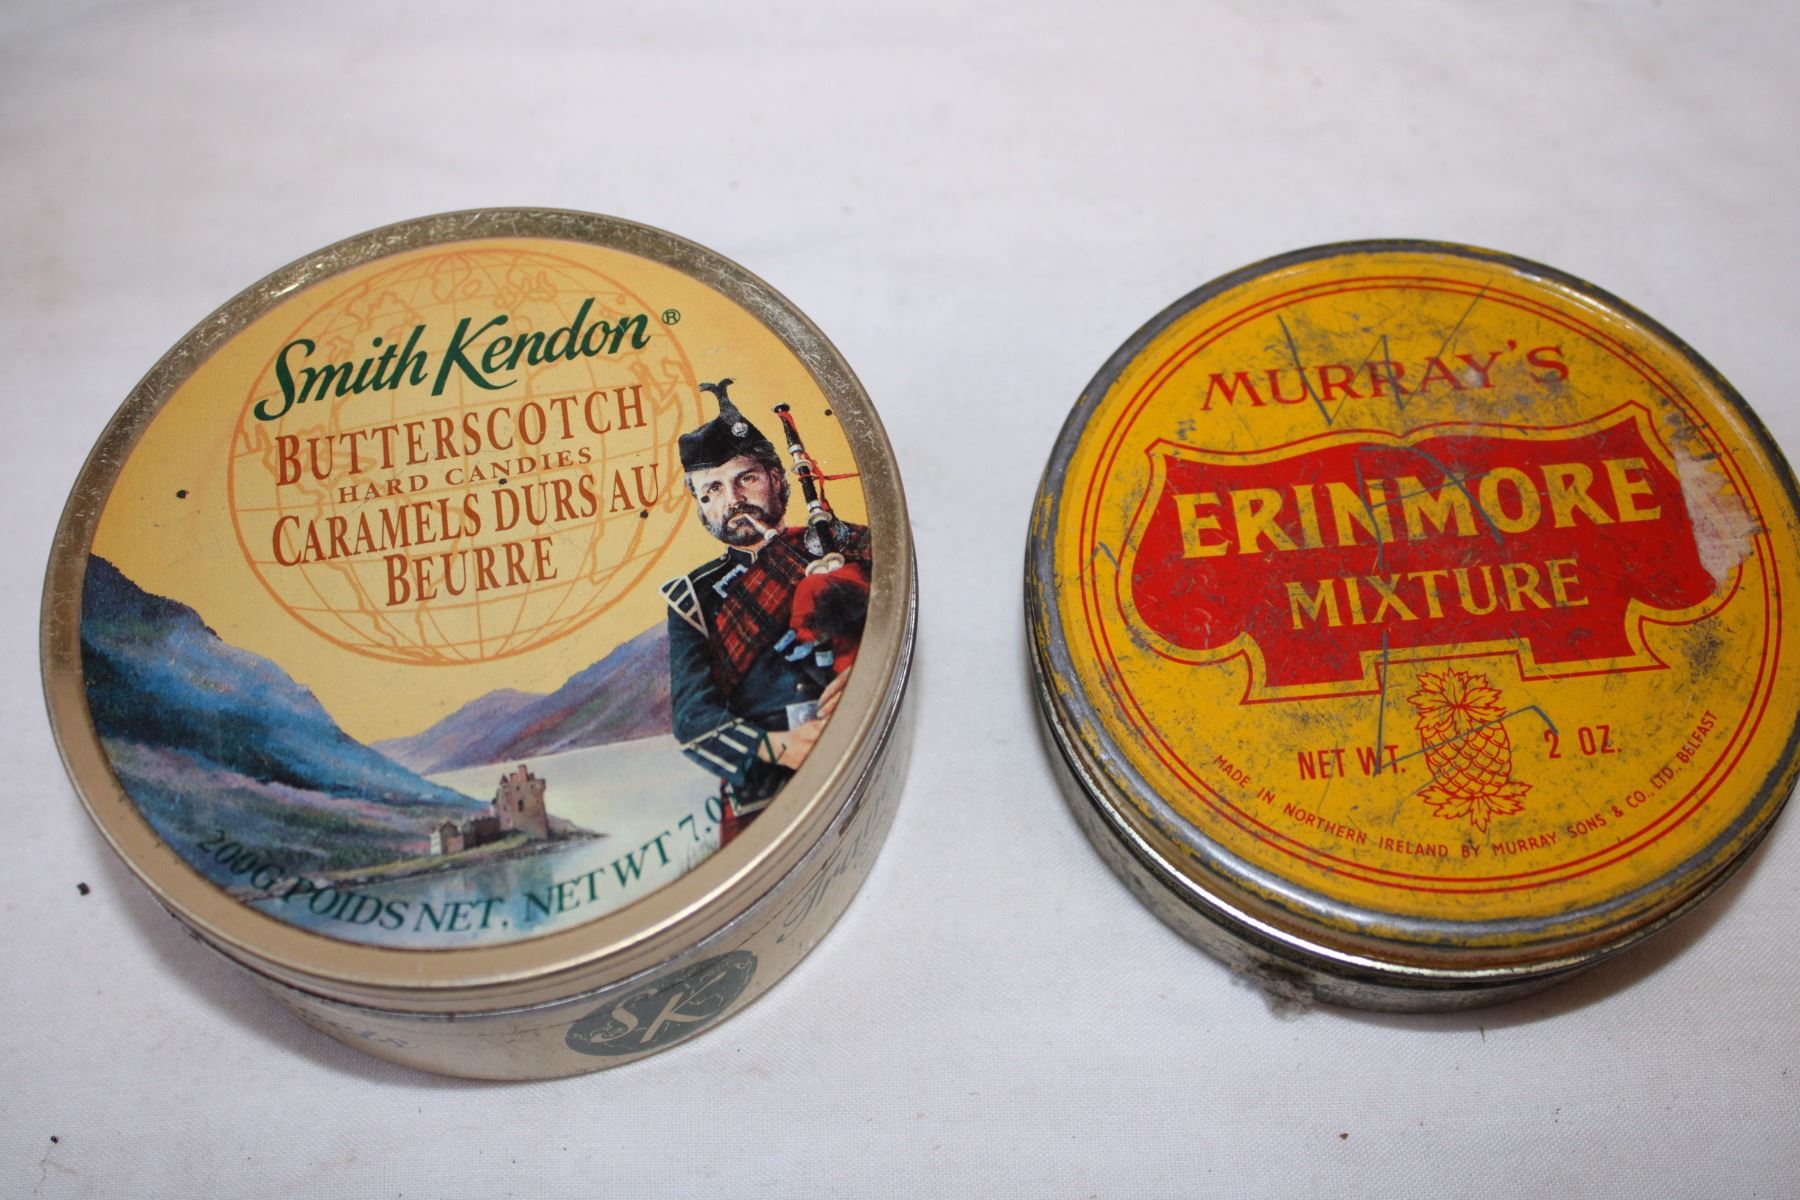 Smith Kendon®
BUTTERSCOTCH
HARD CANDIES
CARAMELS DURS AU
BEURRE
200G POIDS NET, NET WT 7.0 OZ
SK
MURRAY'S
ERINMORE
MIXTURE
NET WT. 2 OZ.
MADE IN NORTHERN IRELAND BY MURRAY SONS & CO., LTD., BELFAST